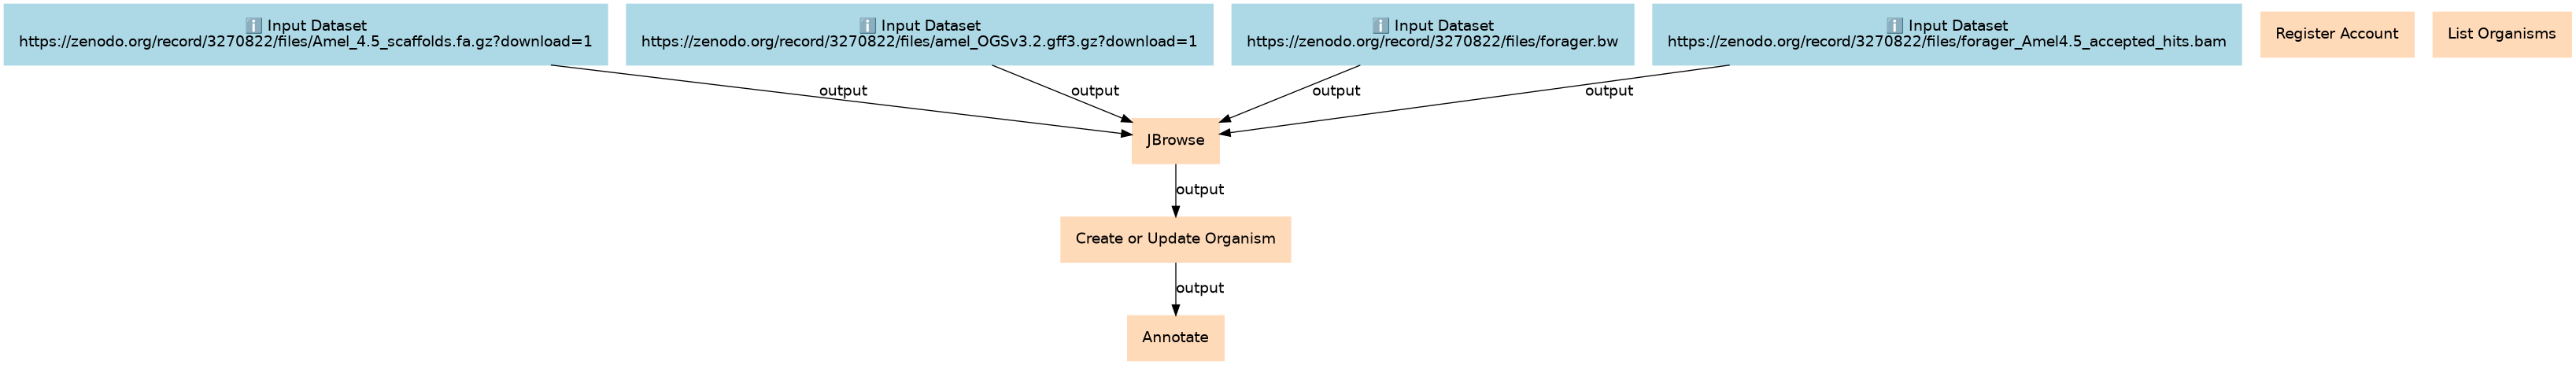 ℹ️ Input Dataset
https://zenodo.org/record/3270822/files/Amel_4.5_scaffolds.fa.gz?download=1
ℹ️ Input Dataset
https://zenodo.org/record/3270822/files/amel_OGSv3.2.gff3.gz?download=1
ℹ️ Input Dataset
https://zenodo.org/record/3270822/files/forager.bw
ℹ️ Input Dataset
https://zenodo.org/record/3270822/files/forager_Amel4.5_accepted_hits.bam
Register Account
List Organisms
output
output
output
output
JBrowse
output
Create or Update Organism
output
Annotate